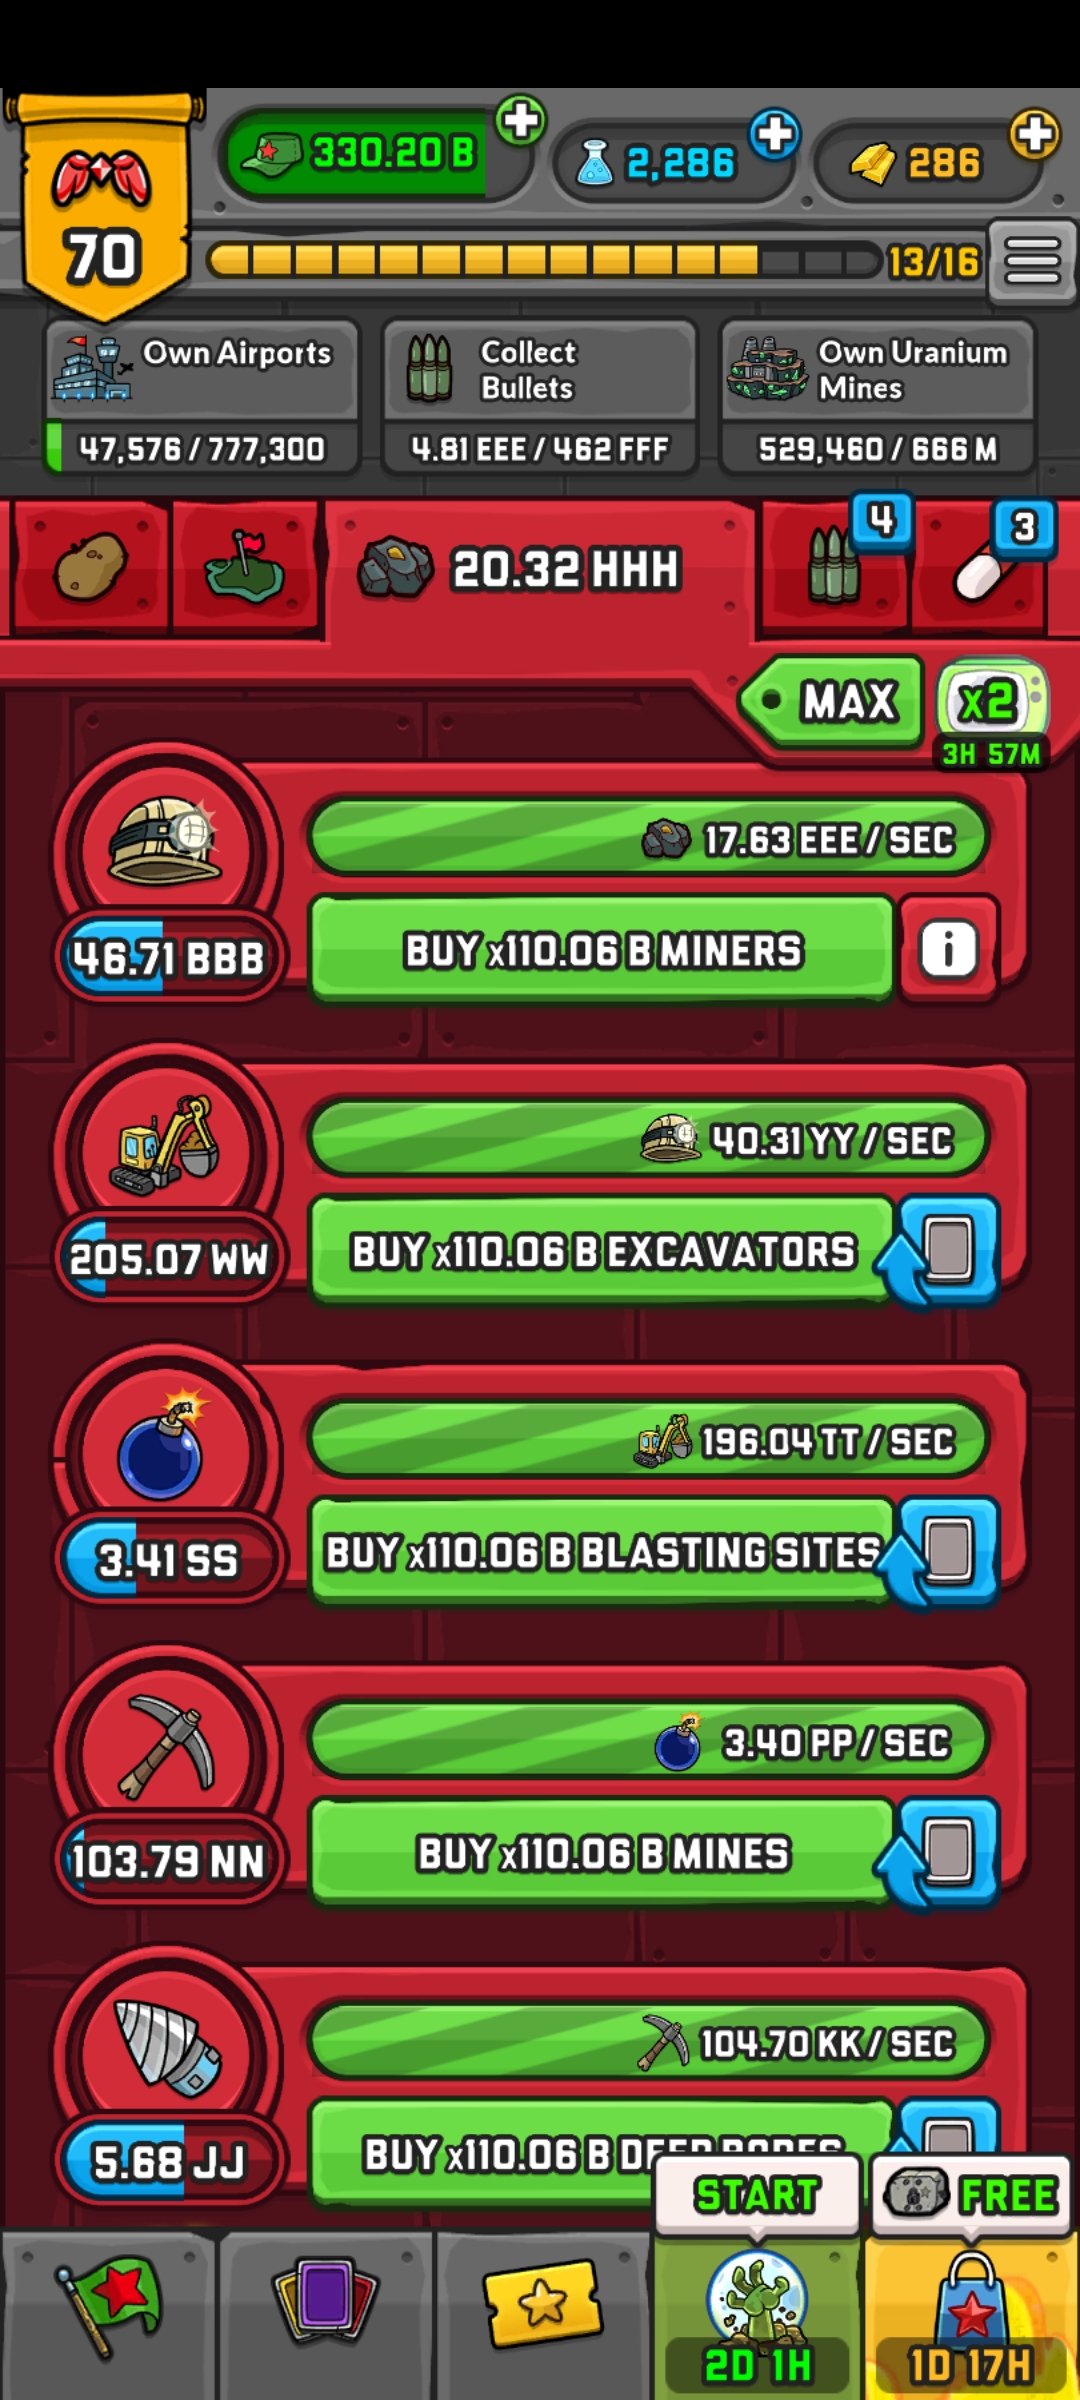 330.20 B
2,286
286
70
13/16
Own Airports
47,576 / 777,300
Collect
Bullets
4.81 EEE / 462 FFF
Own Uranium
Mines
529,460 / 666 M
20.32 HHH
4
3
MAX
x2
3H 57M
17.63 EEE / SEC
46.71 BBB
BUY x110.06 B MINERS
i
40.31 YY / SEC
205.07 WW
BUY x110.06 B EXCAVATORS
196.04 TT / SEC
3.41 SS
BUY x110.06 B BLASTING SITES
3.40 PP / SEC
103.79 NN
BUY x110.06 B MINES
104.70 KK / SEC
5.68 JJ
BUY x110.06 B
START
FREE
2D 1H
1D 17H